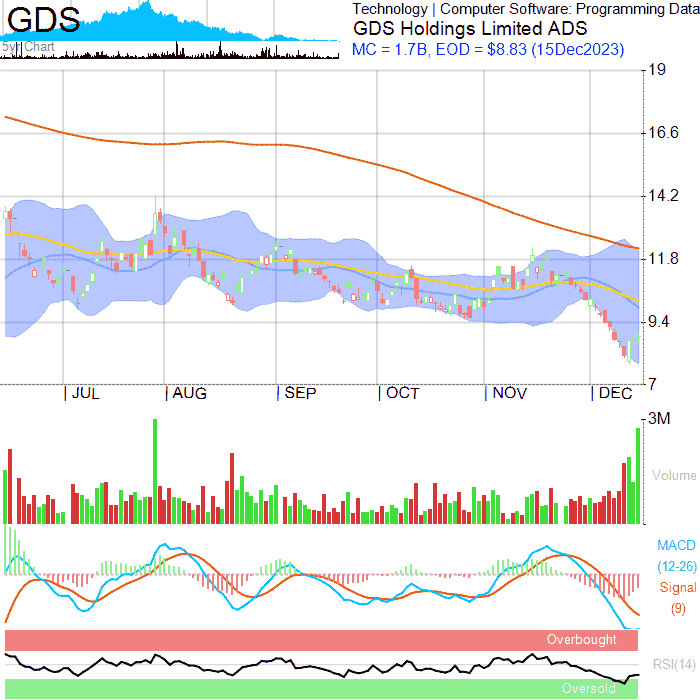 GDS
5yr Chart
Technology | Computer Software: Programming Data
GDS Holdings Limited ADS
MC = 1.7B, EOD = $8.83 (15Dec2023)
19
16.6
14.2
11.8
9.4
7
JUL AUG SEP OCT NOV DEC
3M
Volume
MACD
(12-26)
Signal
(9)
Overbought
RSI(14)
Oversold